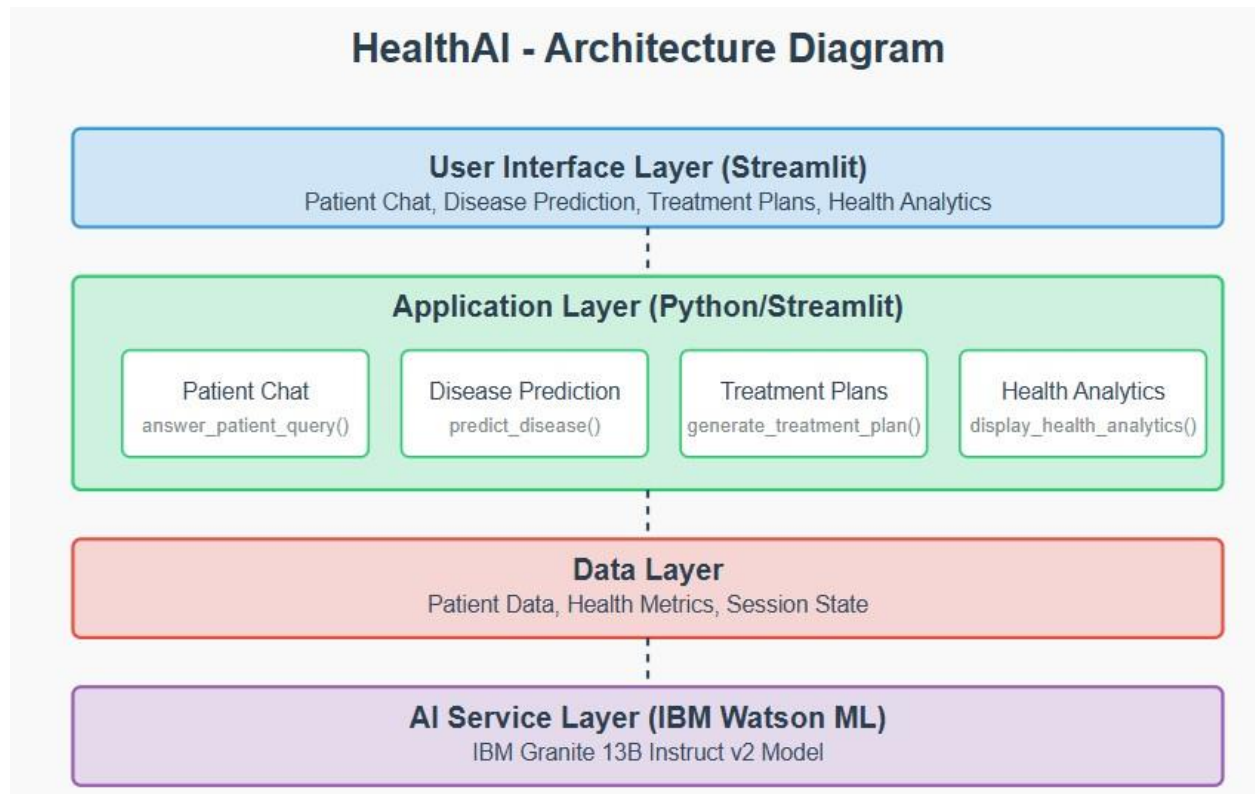 HealthAI - Architecture Diagram
User Interface Layer (Streamlit)
Patient Chat, Disease Prediction, Treatment Plans, Health Analytics
Application Layer (Python/Streamlit)
Patient Chat
answer_patient_query()
Disease Prediction
predict_disease()
Treatment Plans
generate_treatment_plan()
Health Analytics
display_health_analytics()
Data Layer
Patient Data, Health Metrics, Session State
AI Service Layer (IBM Watson ML)
IBM Granite 13B Instruct v2 Model